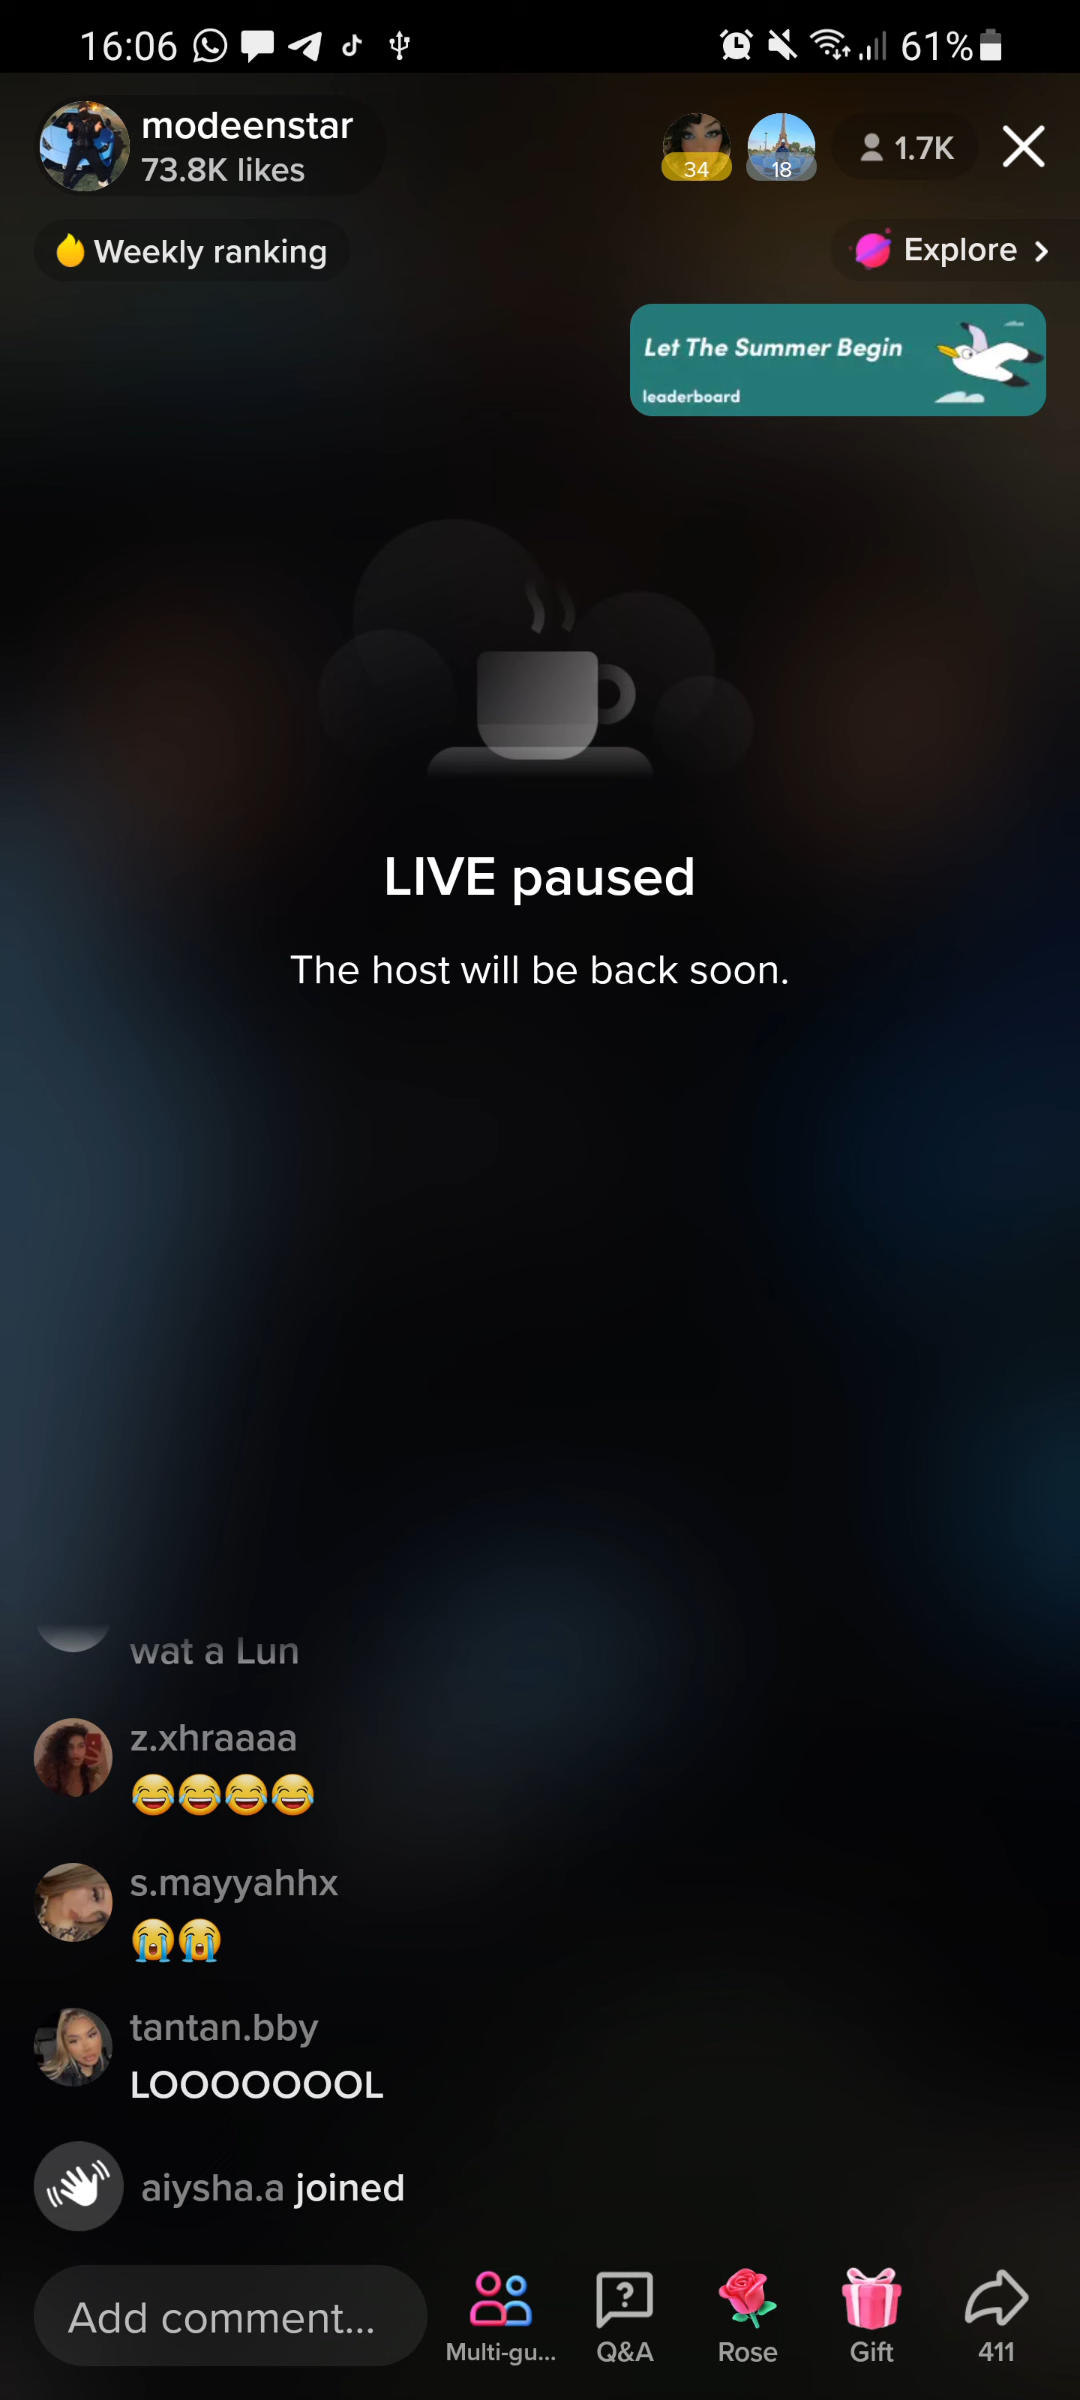 16:06
61%
modeenstar
73.8K likes
34
18
1.7K
Weekly ranking
Explore
Let The Summer Begin
leaderboard
LIVE paused
The host will be back soon.
wat a Lun
z.xhraaaa
😂😂😂😂
s.mayyahhx
😭😭
tantan.bby
LOOOOOOOL
aiysha.a joined
Add comment...
Multi-gu...
Q&A
Rose
Gift
411